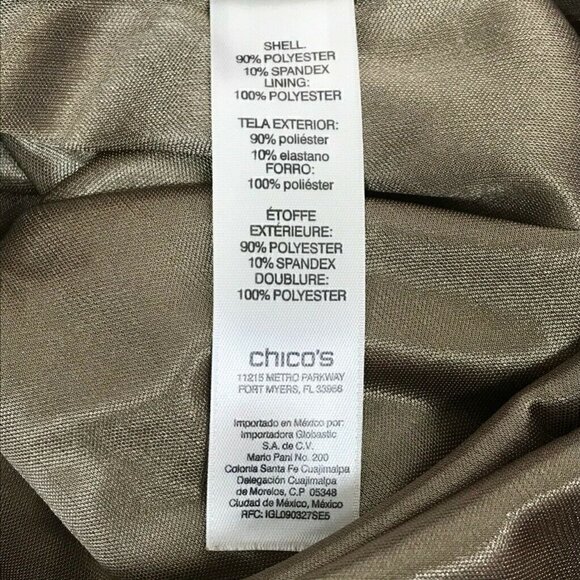 SHELL:
90% POLYESTER
10% SPANDEX
LINING:
100% POLYESTER
TELA EXTERIOR:
90% poliéster
10% elastano
FORRO:
100% poliéster
ÉTOFFE
EXTÉRIEURE:
90% POLYESTER
10% SPANDEX
DOUBLURE:
100% POLYESTER
chico's
11215 METRO PARKWAY
FORT MYERS, FL 33966
Importado en México por:
Importadora Globastic
S.A. de C.V.
Mario Pani No. 200
Colonia Santa Fe Cuajimalpa
Delegación Cuajimalpa
de Morelos, C.P 05348
Ciudad de México, México
RFC: IGL090327SE5